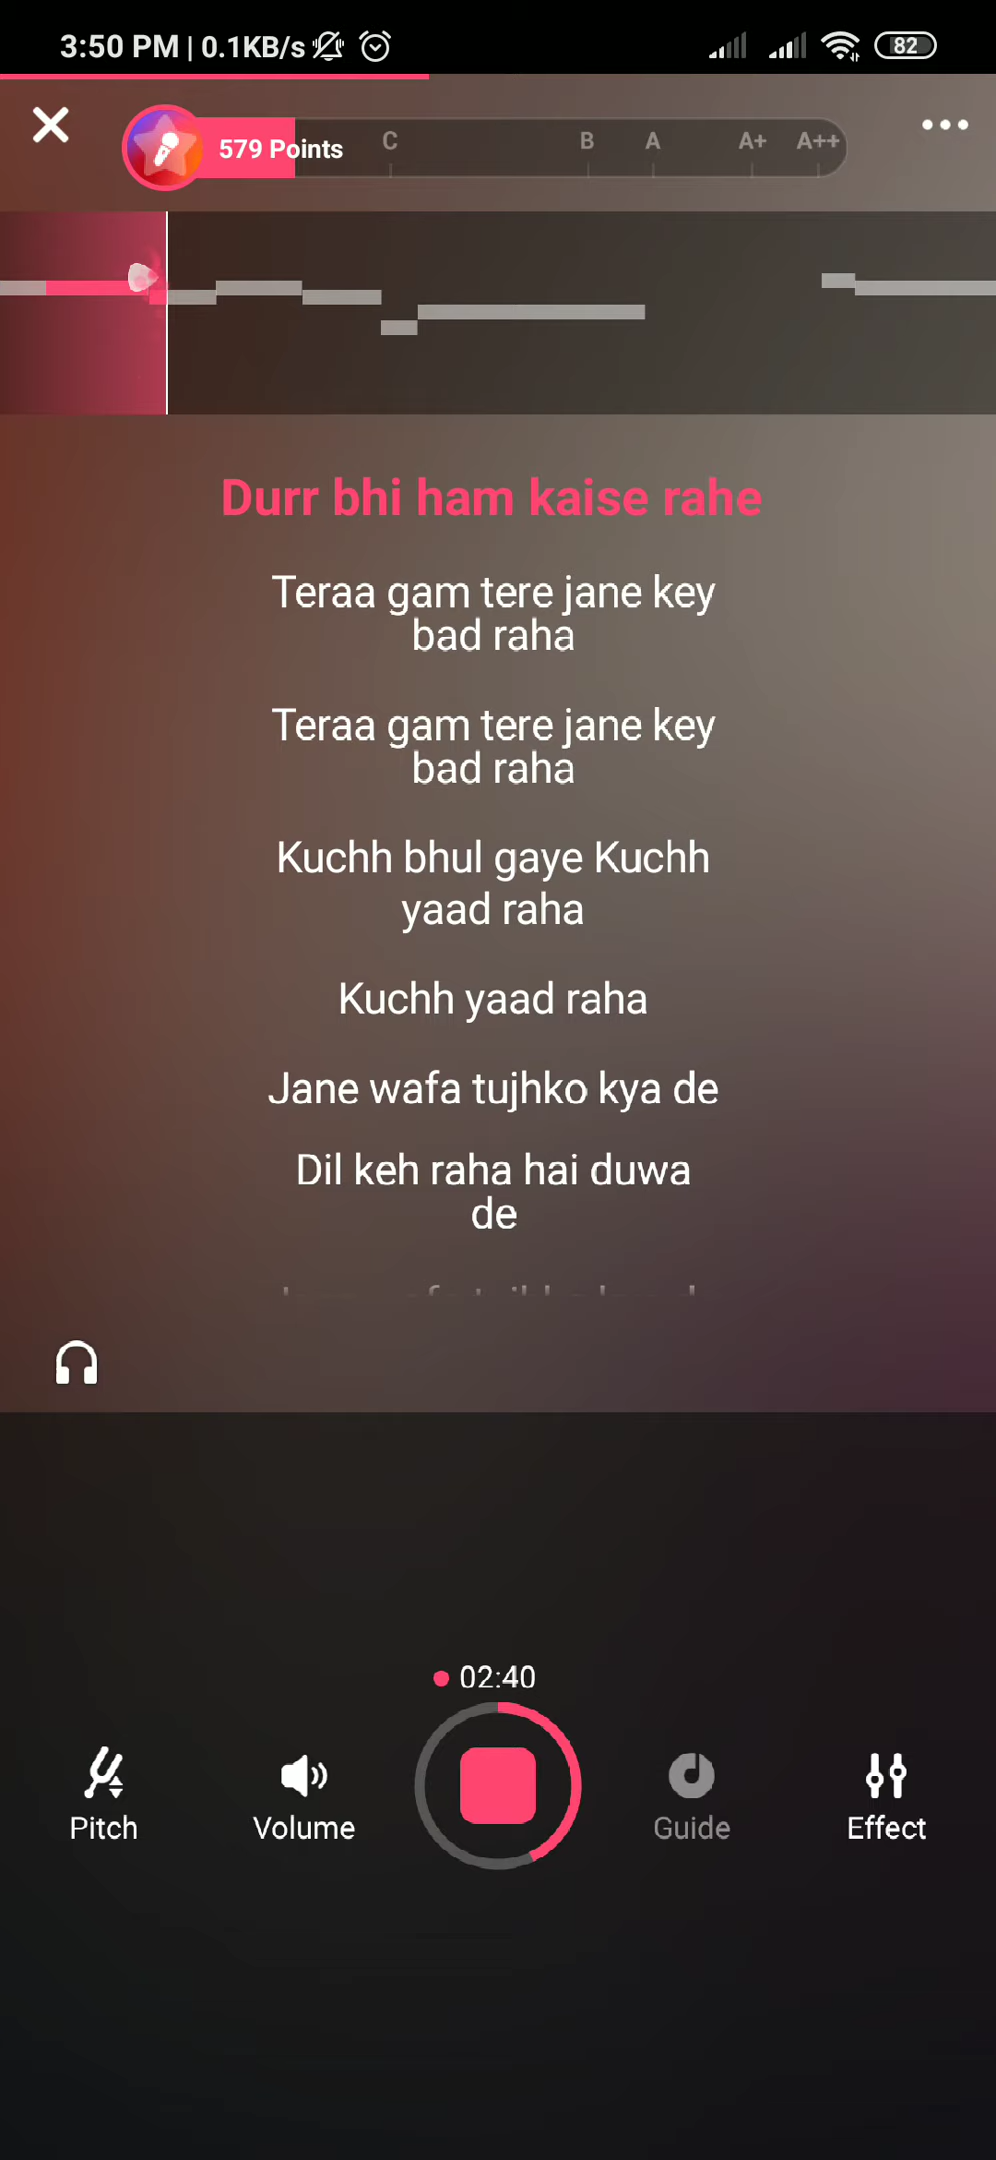 3:50 PM | 0.1KB/s
82
579 Points
C
B
A
A+
A++
Durr bhi ham kaise rahe
Teraa gam tere jane key
bad raha
Teraa gam tere jane key
bad raha
Kuchh bhul gaye Kuchh
yaad raha
Kuchh yaad raha
Jane wafa tujhko kya de
Dil keh raha hai duwa
de
02:40
Pitch
Volume
Guide
Effect